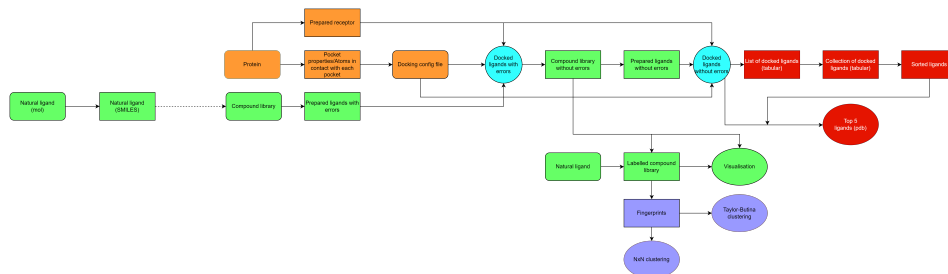 Prepared receptor
Protein
Pocket
properties/Atoms in
contact with each
pocket
Docking config file
Docked
ligands with
errors
Compound library
without errors
Prepared ligands
without errors
Docked
ligands
without errors
List of docked ligands
(tabular)
Collection of docked
ligands (tabular)
Sorted ligands
Natural ligand
(mol)
Natural ligand
(SMILES)
Compound library
Prepared ligands with
errors
Top 5
ligands (pdb)
Natural ligand
Labelled compound
library
Visualisation
Fingerprints
Taylor-Butina
clustering
NxN clustering